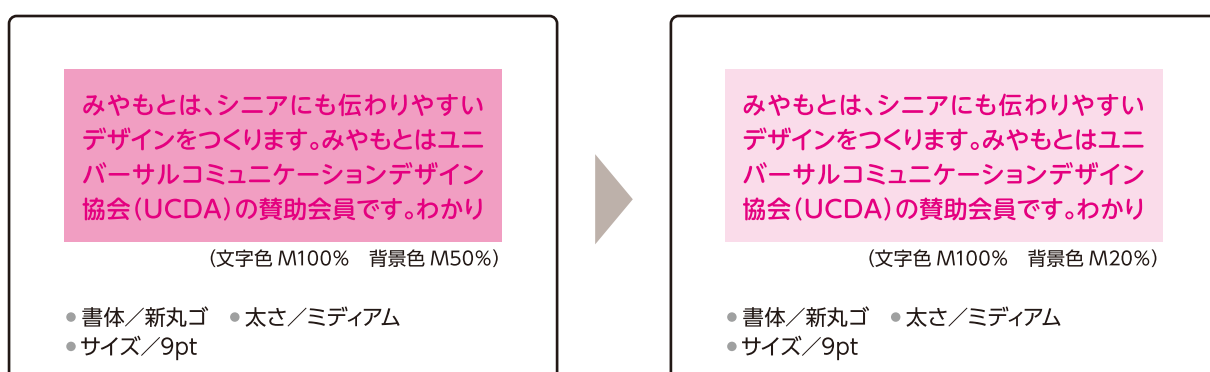 みやもとは、シニアにも伝わりやすい
デザインをつくります。みやもとはユニ
バーサルコミュニケーションデザイン
協会（UCDA）の賛助会員です。わかり
（文字色 M100%　背景色 M50%）
●書体／新丸ゴ　●太さ／ミディアム
●サイズ／9pt
みやもとは、シニアにも伝わりやすい
デザインをつくります。みやもとはユニ
バーサルコミュニケーションデザイン
協会（UCDA）の賛助会員です。わかり
（文字色 M100%　背景色 M20%）
●書体／新丸ゴ　●太さ／ミディアム
●サイズ／9pt